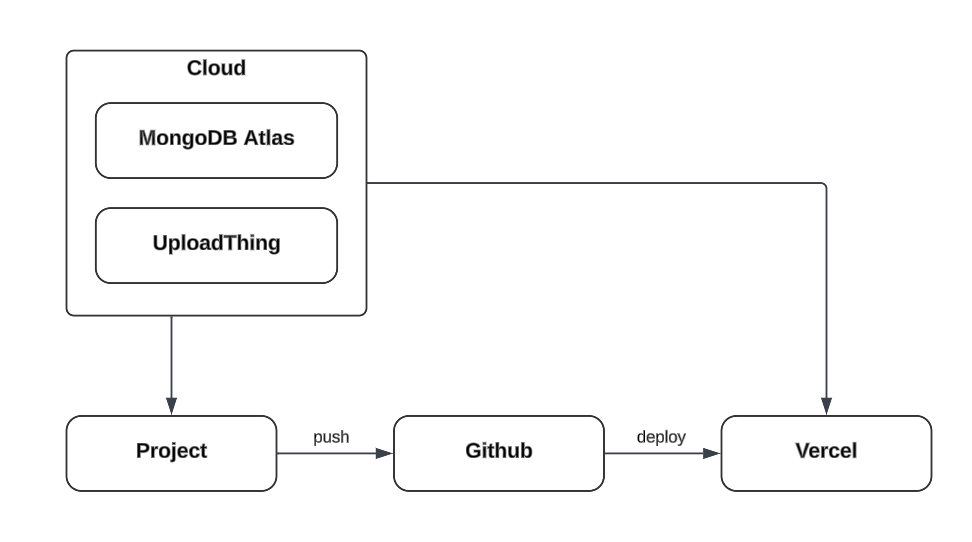 Cloud
MongoDB Atlas
UploadThing
Project
push
Github
deploy
Vercel